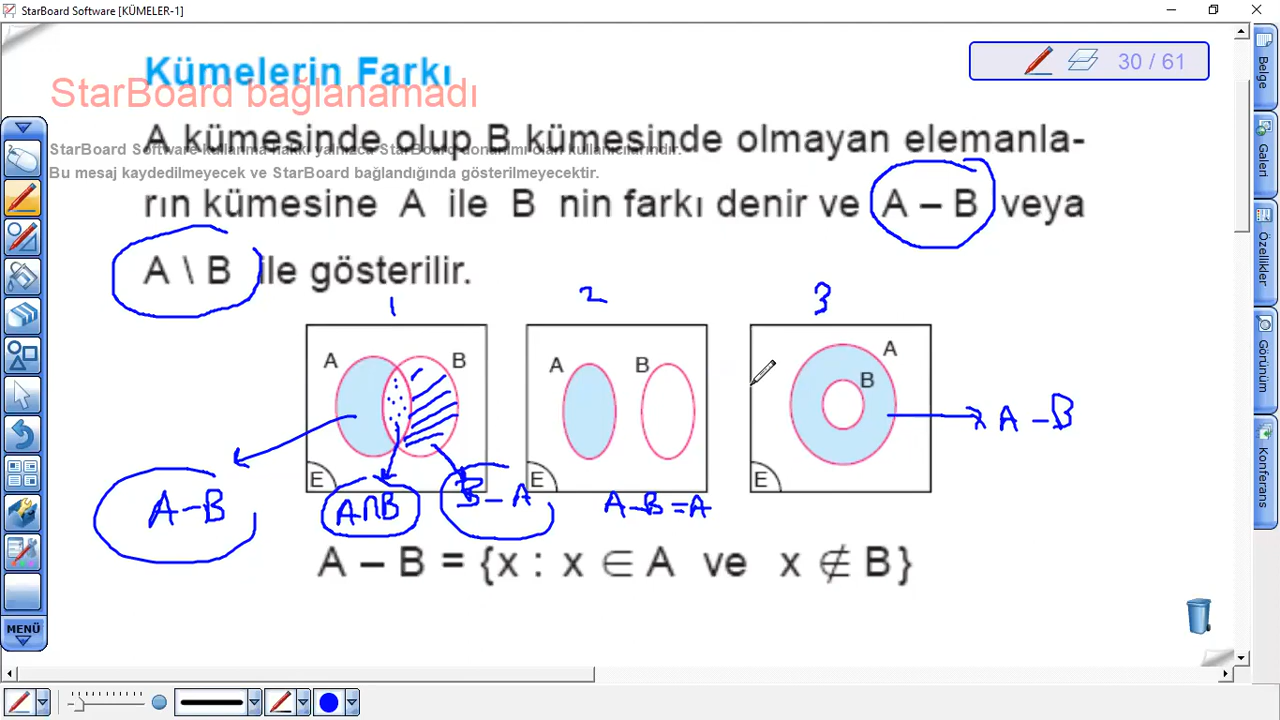 StarBoard Software [KÜMELER-1]
Kümelerin Farkı
StarBoard bağlanamadı
30 / 61
A kümesinde olup B kümesinde olmayan elemanla-
StarBoard Software kullanma hakkı yalnızca StarBoard donanımı olan kullanıcılarındır.
Bu mesaj kaydedilmeyecek ve StarBoard bağlandığında gösterilmeyecektir.
rın kümesine A ile B nin farkı denir ve A – B veya
A \ B ile gösterilir.
1 2 3
A B E
A B E
A B E
A – B
A – B
A∩B
B – A
A – B = A
A – B = {x : x ∈ A ve x ∉ B}
MENÜ
Belge
Galeri
Özellikler
Görünüm
Konferans